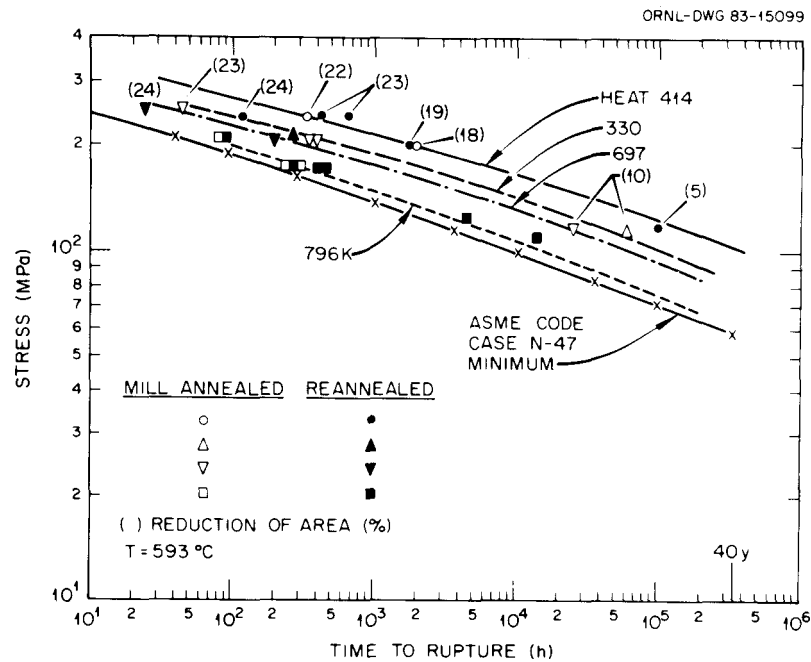 ORNL-DWG 83-15099
4
3
2
10²
9
8
7
6
5
4
3
2
10¹
STRESS (MPa)
(24)
(23)
(24)
(22)
(23)
(19)
(18)
(10)
(5)
HEAT 414
330
697
796K
ASME CODE
CASE N-47
MINIMUM
MILL ANNEALED REANNEALED
( ) REDUCTION OF AREA (%)
T = 593 °C
40 y
10¹ 2 5 10² 2 5 10³ 2 5 10⁴ 2 5 10⁵ 2 5 10⁶
TIME TO RUPTURE (h)